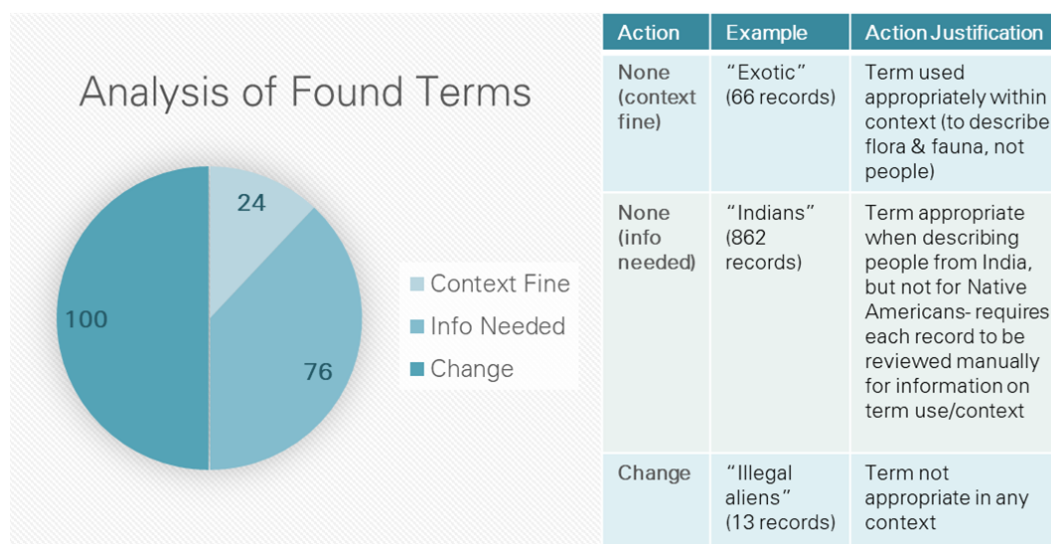 Analysis of Found Terms
24
100
76
Context Fine
Info Needed
Change
Action
Example
Action Justification
None
(context
fine)
“Exotic”
(66 records)
Term used
appropriately within
context (to describe
flora & fauna, not
people)
None
(info
needed)
“Indians”
(862
records)
Term appropriate
when describing
people from India,
but not for Native
Americans- requires
each record to be
reviewed manually
for information on
term use/context
Change
“Illegal
aliens”
(13 records)
Term not
appropriate in any
context